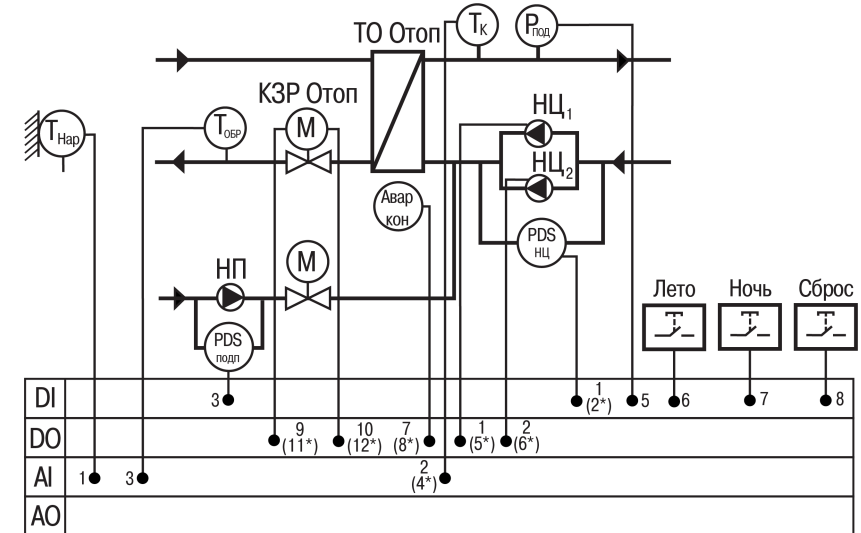 ТО Отоп
TК
Pпод
КЗР Отоп
НЦ1
TНар
TОБР
M
НЦ2
Авар
кон
PDS
НЦ
НП
M
Лето
Ночь
Сброс
PDS
подп
DI
3
1
(2*)
5
6
7
8
DO
9
(11*)
10
(12*)
7
(8*)
1
(5*)
2
(6*)
AI
1
3
2
(4*)
AO